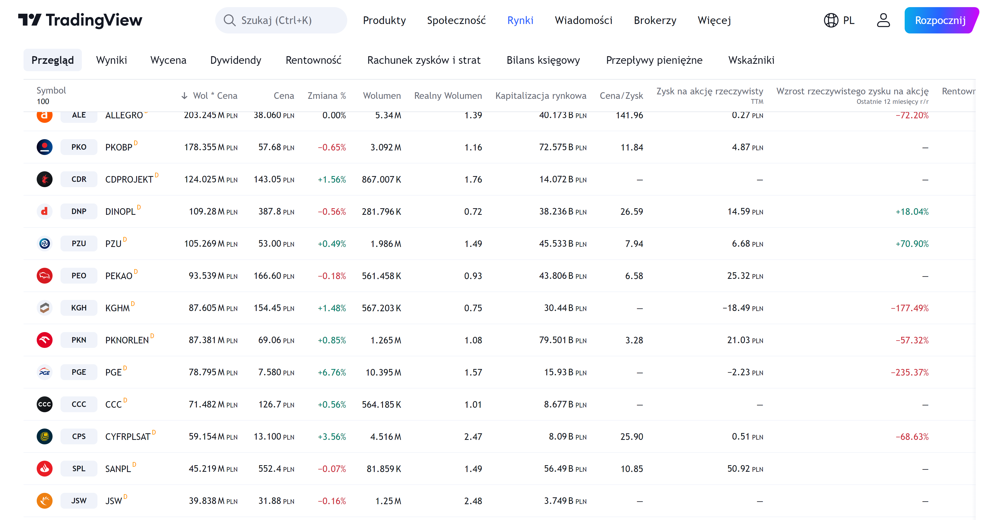 TradingView
Szukaj (Ctrl+K)
Produkty Społeczność Rynki Wiadomości Brokerzy Więcej
PL
Rozpocznij
Przegląd Wyniki Wycena Dywidendy Rentowność Rachunek zysków i strat Bilans księgowy Przepływy pieniężne Wskaźniki
Symbol 100 ↓ Wol * Cena Cena Zmiana % Wolumen Realny Wolumen Kapitalizacja rynkowa Cena/Zysk Zysk na akcję rzeczywisty TTM Wzrost rzeczywistego zysku na akcję Ostatnie 12 miesięcy r/r Rentowr
a ALE ALLEGRO D 203.245 M PLN 38.060 PLN 0.00% 5.34 M 1.39 40.173 B PLN 141.96 0.27 PLN −72.20%
PKO PKOBP D 178.355 M PLN 57.68 PLN −0.65% 3.092 M 1.16 72.575 B PLN 11.84 4.87 PLN —
CDR CDPROJEKT D 124.025 M PLN 143.05 PLN +1.56% 867.007 K 1.76 14.072 B PLN — — —
d DNP DINOPL D 109.28 M PLN 387.8 PLN −0.56% 281.796 K 0.72 38.236 B PLN 26.59 14.59 PLN +18.04%
PZU PZU PZU D 105.269 M PLN 53.00 PLN +0.49% 1.986 M 1.49 45.533 B PLN 7.94 6.68 PLN +70.90%
PEO PEKAO D 93.539 M PLN 166.60 PLN −0.18% 561.458 K 0.93 43.806 B PLN 6.58 25.32 PLN —
KGH KGHM D 87.605 M PLN 154.45 PLN +1.48% 567.203 K 0.75 30.44 B PLN — −18.49 PLN −177.49%
PKN PKNORLEN D 87.381 M PLN 69.06 PLN +0.85% 1.265 M 1.08 79.501 B PLN 3.28 21.03 PLN −57.32%
PGE PGE PGE D 78.795 M PLN 7.580 PLN +6.76% 10.395 M 1.57 15.93 B PLN — −2.23 PLN −235.37%
CCC CCC CCC D 71.482 M PLN 126.7 PLN +0.56% 564.185 K 1.01 8.677 B PLN — — —
CPS CYFRPLSAT D 59.154 M PLN 13.100 PLN +3.56% 4.516 M 2.47 8.09 B PLN 25.90 0.51 PLN −68.63%
SPL SANPL D 45.219 M PLN 552.4 PLN −0.07% 81.859 K 1.49 56.49 B PLN 10.85 50.92 PLN —
JSW JSW D 39.838 M PLN 31.88 PLN −0.16% 1.25 M 2.48 3.749 B PLN — — —